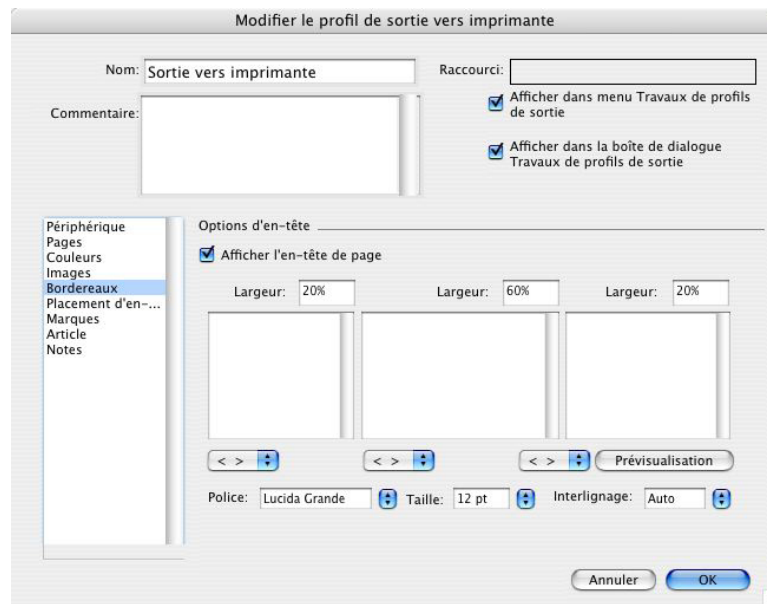 Modifier le profil de sortie vers imprimante
Nom: Sortie vers imprimante
Raccourci:
Commentaire:
Afficher dans menu Travaux de profils
de sortie
Afficher dans la boîte de dialogue
Travaux de profils de sortie
Périphérique
Pages
Couleurs
Images
Bordereaux
Placement d'en-...
Marques
Article
Notes
Options d'en-tête
Afficher l'en-tête de page
Largeur: 20% Largeur: 60% Largeur: 20%
< > < > < > Prévisualisation
Police: Lucida Grande Taille: 12 pt Interlignage: Auto
Annuler OK